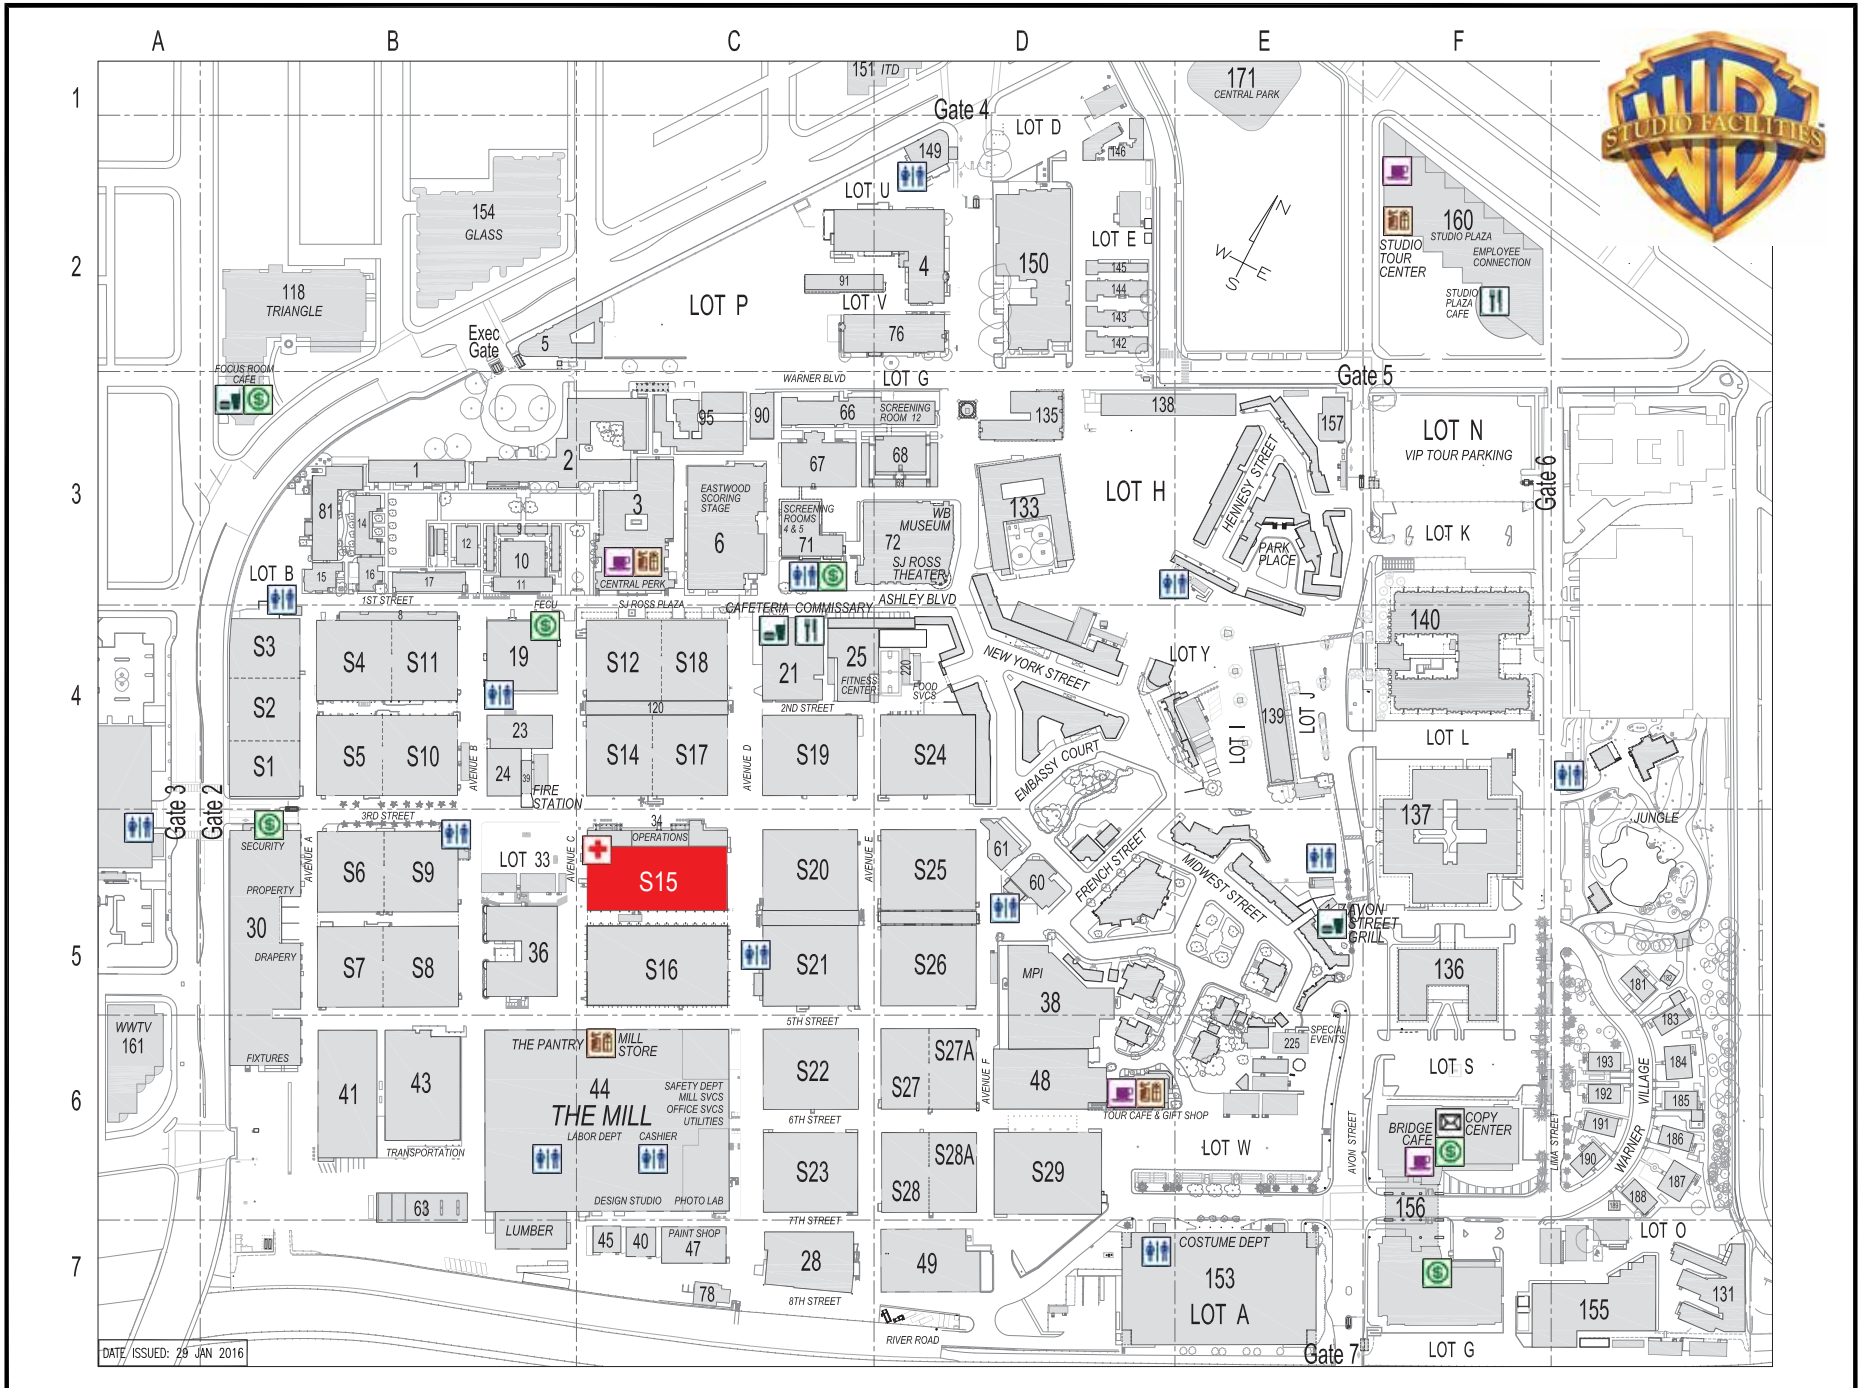 A B C D E F
1
151 ITD
171
CENTRAL PARK
Gate 4
LOT D
149
146
STUDIO FACILITIES
WB
LOT U
154
GLASS
160
STUDIO PLAZA
EMPLOYEE
CONNECTION
STUDIO
TOUR
CENTER
N
W
E
S
LOT E
2
4
150
145
144
143
142
118
TRIANGLE
91
LOT P
LOT V
STUDIO
PLAZA
CAFE
76
Exec
Gate
5
FOCUS ROOM
CAFE
WARNER BLVD
LOT G
Gate 5
95
90
66
SCREENING
ROOM 12
135
138
157
LOT N
VIP TOUR PARKING
Gate 6
1
2
67
68
99
3
LOT H
HENNESY STREET
EASTWOOD
SCORING
STAGE
81
14
3
6
SCREENING
ROOMS
4 & 5
71
WB
MUSEUM
72
SJ ROSS
THEATER
133
LOT K
PARK
PLACE
12
9
10
11
15
16
17
LOT B
CENTRAL PERK
1ST STREET
FECU
SJ ROSS PLAZA
CAFETERIA COMMISSARY
ASHLEY BLVD
8
140
S3
S4
S11
19
S12
S18
21
25
FITNESS
CENTER
220
FOOD
SVCS
NEW YORK STREET
LOT Y
4
S2
120
2ND STREET
139
LOT J
LOT I
23
S1
S5
S10
AVENUE B
24
39
FIRE
STATION
S14
S17
AVENUE D
S19
S24
EMBASSY COURT
LOT L
Gate 3
Gate 2
3RD STREET
34
OPERATIONS
137
JUNGLE
SECURITY
AVENUE A
S6
S9
LOT 33
AVENUE C
S15
S20
AVENUE E
S25
61
60
FRENCH STREET
MIDWEST STREET
PROPERTY
30
DRAPERY
AVON
STREET
GRILL
5
S7
S8
36
S16
S21
S26
MPI
38
136
181
182
183
WWTV
161
5TH STREET
SPECIAL
EVENTS
225
FIXTURES
THE PANTRY
MILL
STORE
S22
S27A
S27
AVENUE F
48
LOT S
193
184
192
VILLAGE
185
6
41
43
44
THE MILL
SAFETY DEPT
MILL SVCS
OFFICE SVCS
UTILITIES
LABOR DEPT
CASHIER
6TH STREET
TOUR CAFE & GIFT SHOP
COPY
CENTER
BRIDGE
CAFE
191
186
TRANSPORTATION
S23
S28A
S28
S29
LOT W
AVON STREET
LIMA STREET
190
WARNER
187
188
189
63
DESIGN STUDIO
PHOTO LAB
7TH STREET
156
LUMBER
45
40
PAINT SHOP
47
28
49
COSTUME DEPT
153
LOT A
LOT O
7
78
8TH STREET
155
131
RIVER ROAD
Gate 7
LOT G
DATE ISSUED: 29 JAN 2016